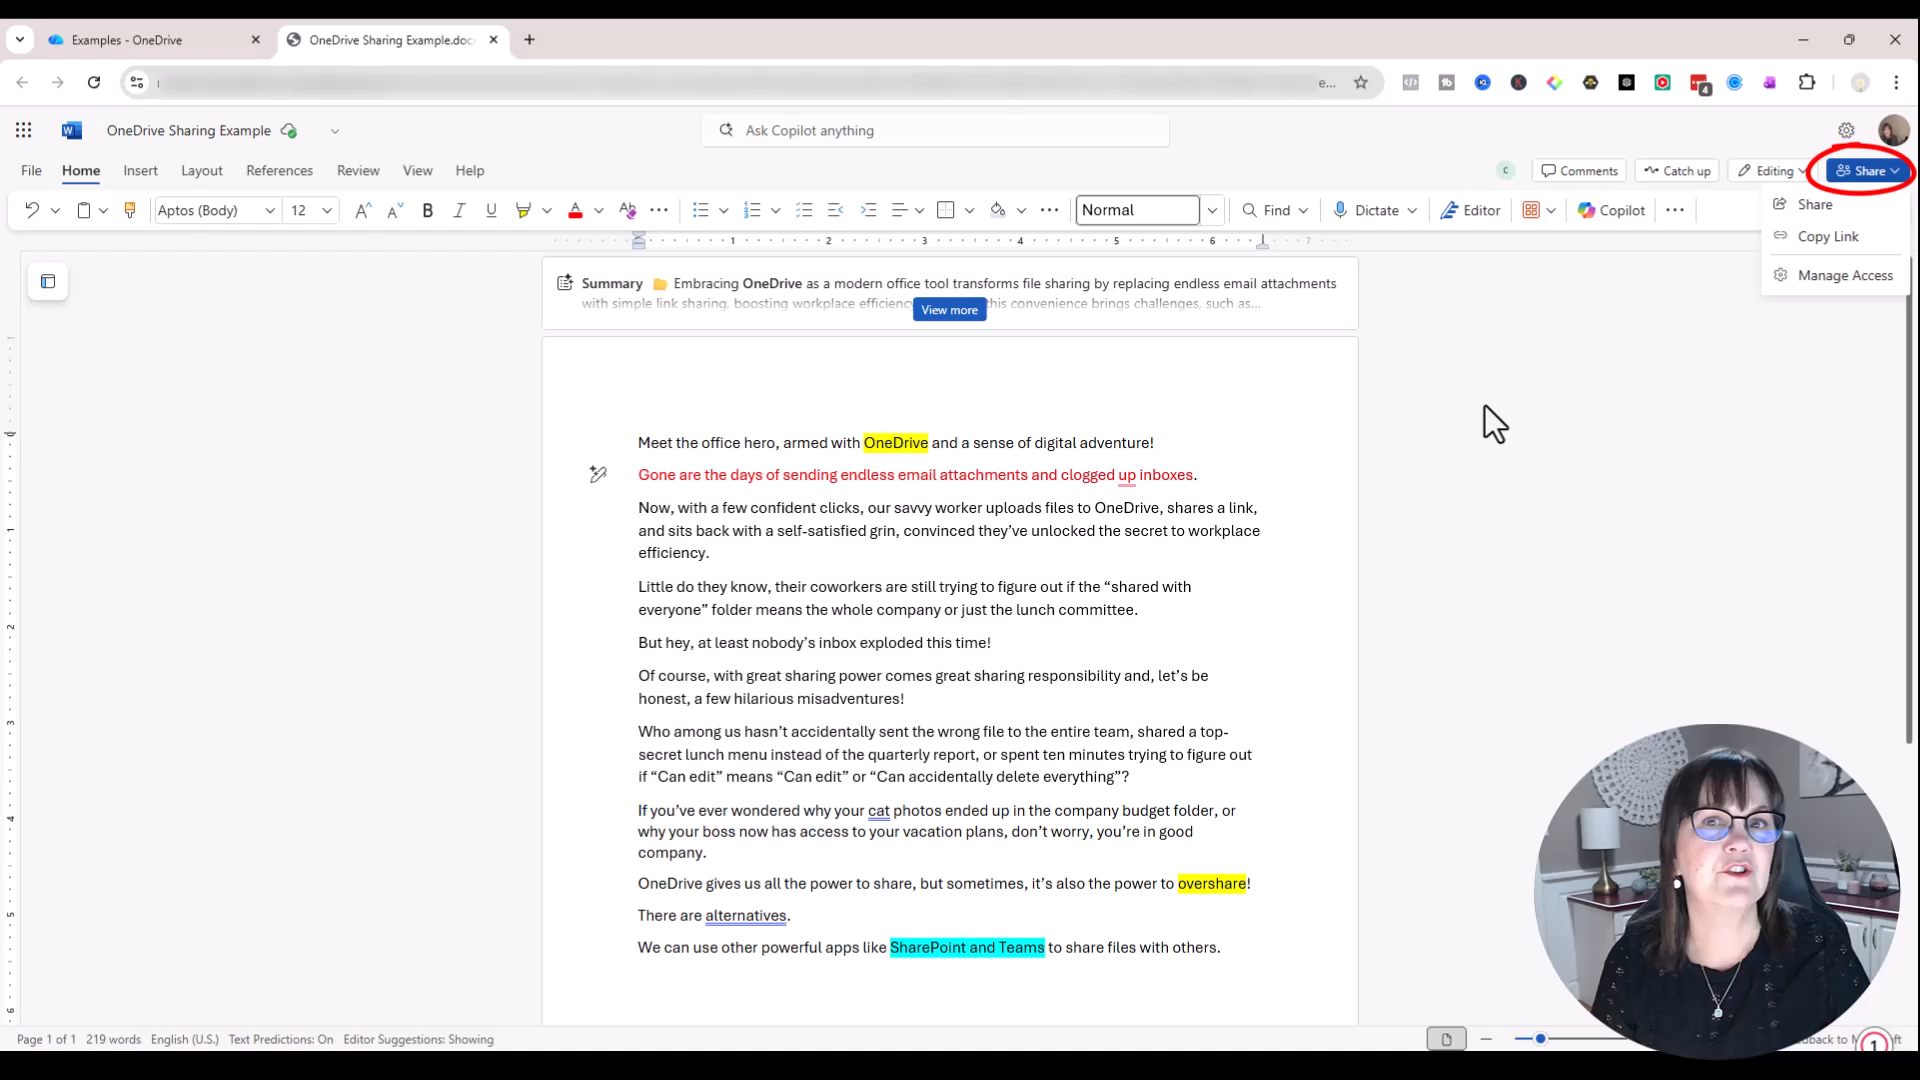 Examples - OneDrive
OneDrive Sharing Example.doc
e...
4
OneDrive Sharing Example
Ask Copilot anything
File Home Insert Layout References Review View Help
C Comments Catch up Editing Share
Aptos (Body) 12 Normal Find Dictate Editor Copilot
Share
Copy Link
Manage Access
1 2 3 4 5 6 7
Summary Embracing OneDrive as a modern office tool transforms file sharing by replacing endless email attachments
with simple link sharing, boosting workplace this convenience brings challenges, such as...
View more
Meet the office hero, armed with OneDrive and a sense of digital adventure!
Gone are the days of sending endless email attachments and clogged up inboxes.
Now, with a few confident clicks, our savvy worker uploads files to OneDrive, shares a link,
and sits back with a self-satisfied grin, convinced they’ve unlocked the secret to workplace
efficiency.
Little do they know, their coworkers are still trying to figure out if the “shared with
everyone” folder means the whole company or just the lunch committee.
But hey, at least nobody’s inbox exploded this time!
Of course, with great sharing power comes great sharing responsibility and, let’s be
honest, a few hilarious misadventures!
Who among us hasn’t accidentally sent the wrong file to the entire team, shared a top-
secret lunch menu instead of the quarterly report, or spent ten minutes trying to figure out
if “Can edit” means “Can edit” or “Can accidentally delete everything”?
If you’ve ever wondered why your cat photos ended up in the company budget folder, or
why your boss now has access to your vacation plans, don’t worry, you’re in good
company.
OneDrive gives us all the power to share, but sometimes, it’s also the power to overshare!
There are alternatives.
We can use other powerful apps like SharePoint and Teams to share files with others.
Page 1 of 1 219 words English (U.S.) Text Predictions: On Editor Suggestions: Showing